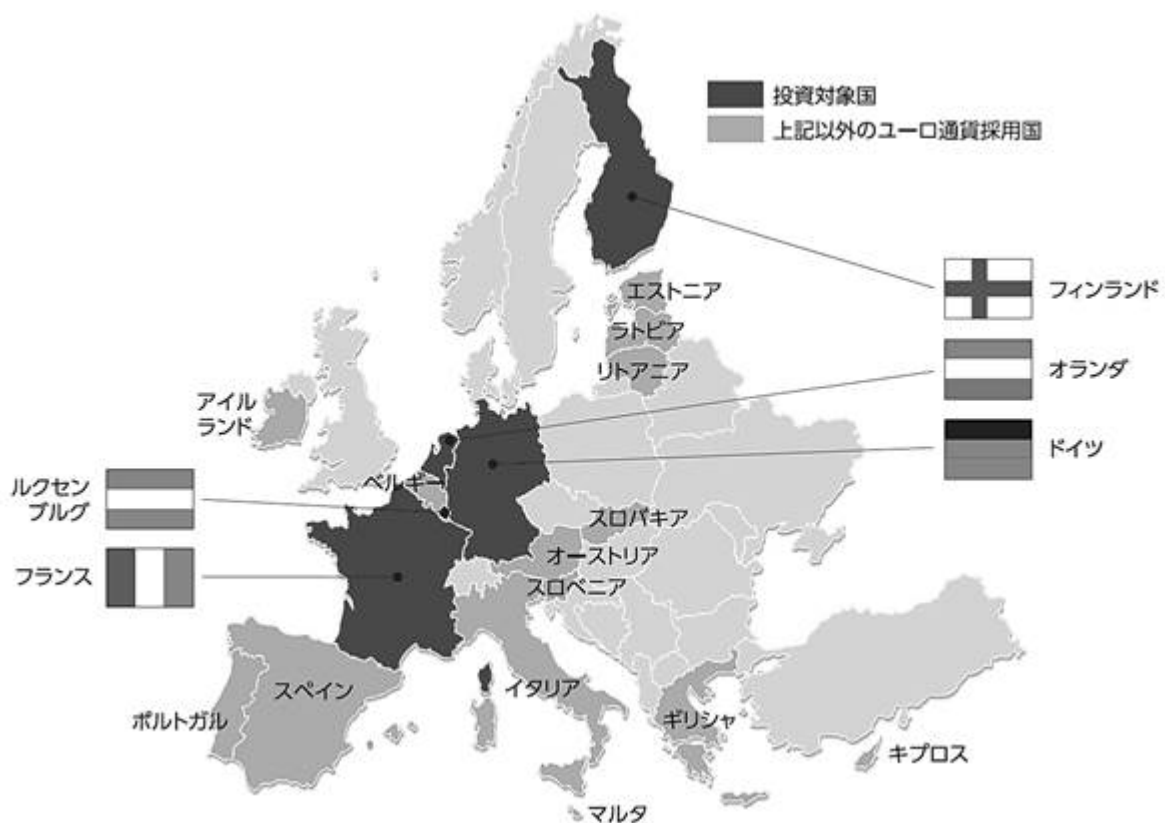 投資対象国
上記以外のユーロ通貨採用国
フィンランド
エストニア
ラトビア
リトアニア
オランダ
アイル
ランド
ドイツ
ベルギー
ルクセン
ブルグ
スロバキア
オーストリア
フランス
スロベニア
スペイン
イタリア
ポルトガル
ギリシャ
キプロス
マルタ